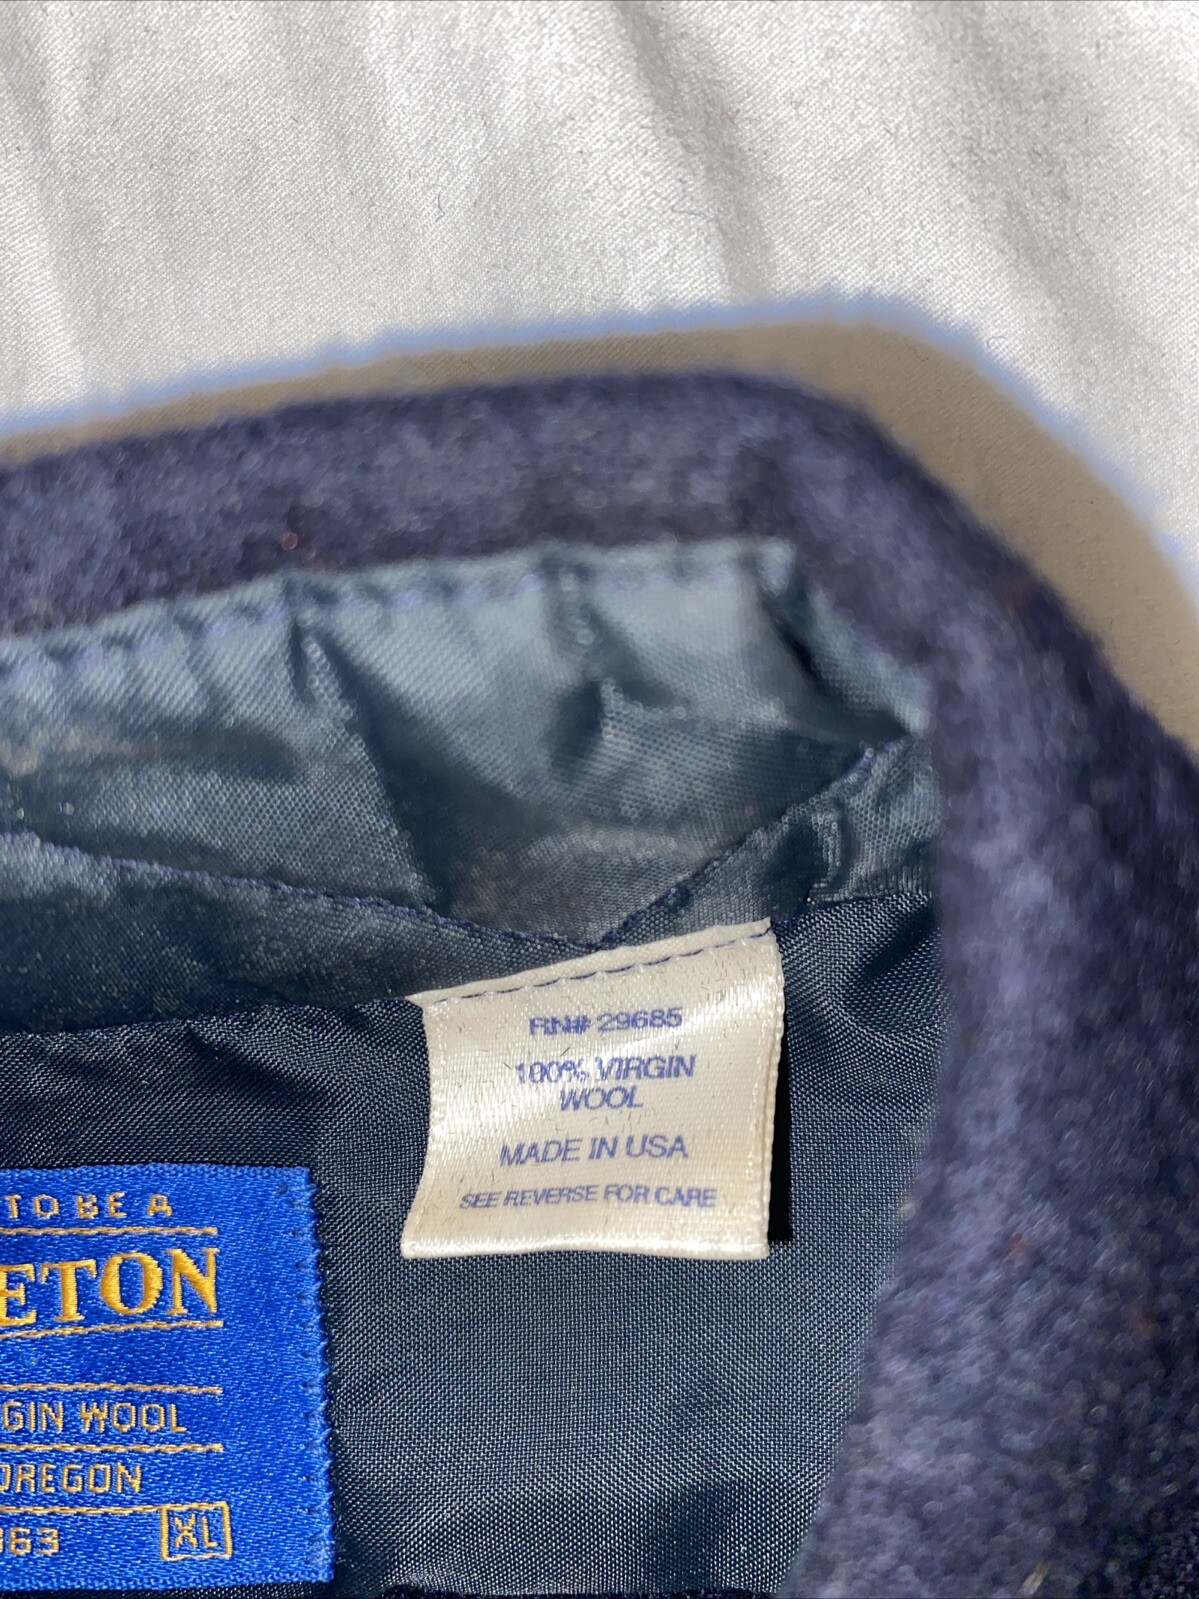 RN# 29685
100% VIRGIN
WOOL
MADE IN USA
SEE REVERSE FOR CARE
TO BE A
ETON
GIN WOOL
OREGON
963 XL